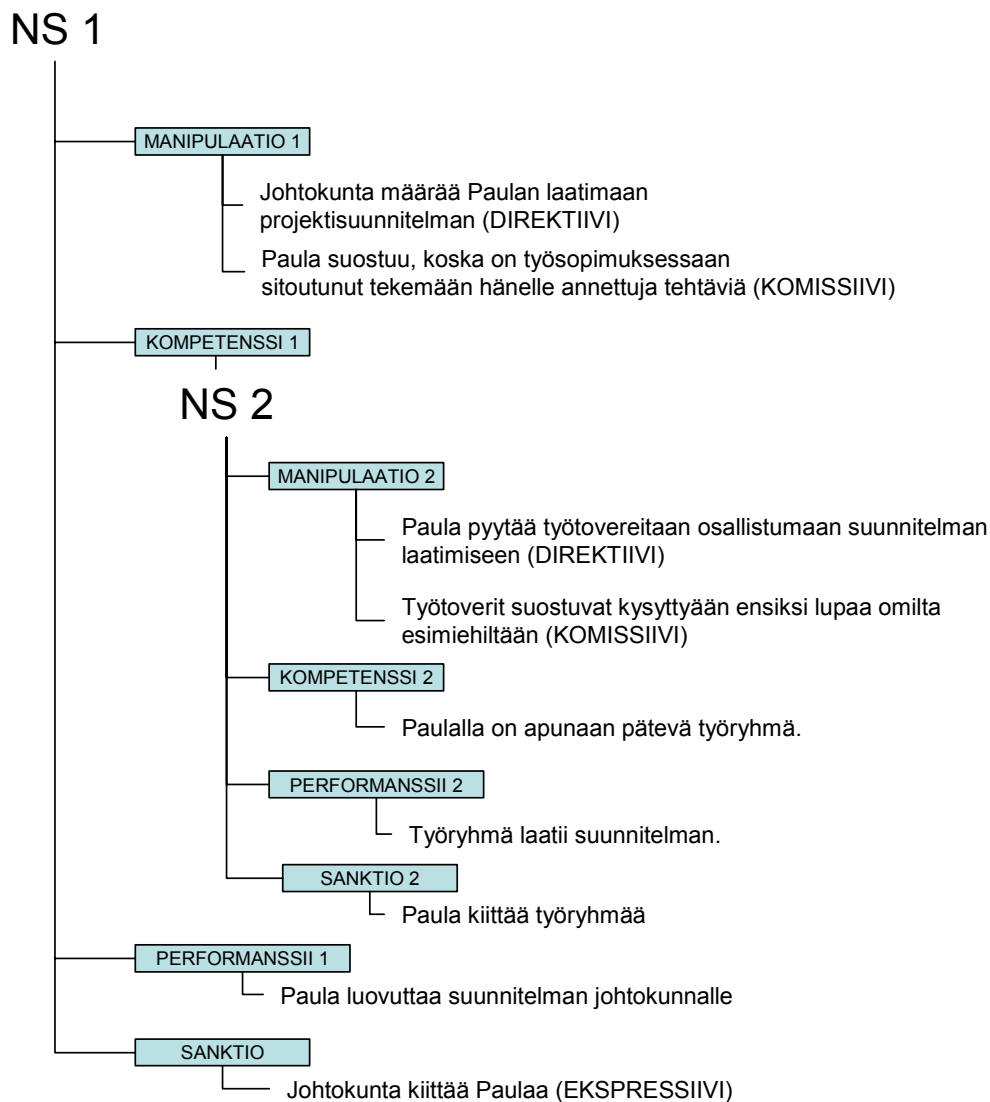 NS 1
MANIPULAATIO 1
Johtokunta määrää Paulan laatimaan
projektisuunnitelman (DIREKTIIVI)
Paula suostuu, koska on työsopimuksessaan
sitoutunut tekemään hänelle annettuja tehtäviä (KOMISSIIVI)
KOMPETENSSI 1
NS 2
MANIPULAATIO 2
Paula pyytää työtovereitaan osallistumaan suunnitelman
laatimiseen (DIREKTIIVI)
Työtoverit suostuvat kysyttyään ensiksi lupaa omilta
esimiehiltään (KOMISSIIVI)
KOMPETENSSI 2
Paulalla on apunaan pätevä työryhmä.
PERFORMANSSII 2
Työryhmä laatii suunnitelman.
SANKTIO 2
Paula kiittää työryhmää
PERFORMANSSII 1
Paula luovuttaa suunnitelman johtokunnalle
SANKTIO
Johtokunta kiittää Paulaa (EKSPRESSIIVI)